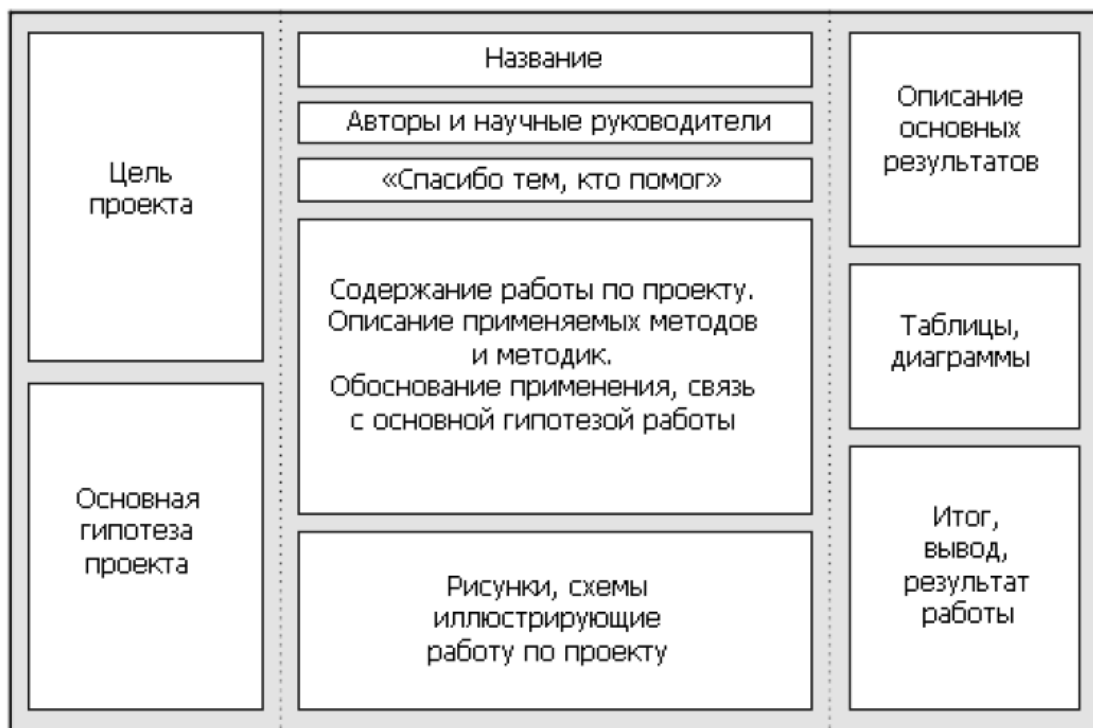 Цель
проекта
Основная
гипотеза
проекта
Название
Авторы и научные руководители
«Спасибо тем, кто помог»
Содержание работы по проекту.
Описание применяемых методов
и методик.
Обоснование применения, связь
с основной гипотезой работы
Рисунки, схемы
иллюстрирующие
работу по проекту
Описание
основных
результатов
Таблицы,
диаграммы
Итог,
вывод,
результат
работы